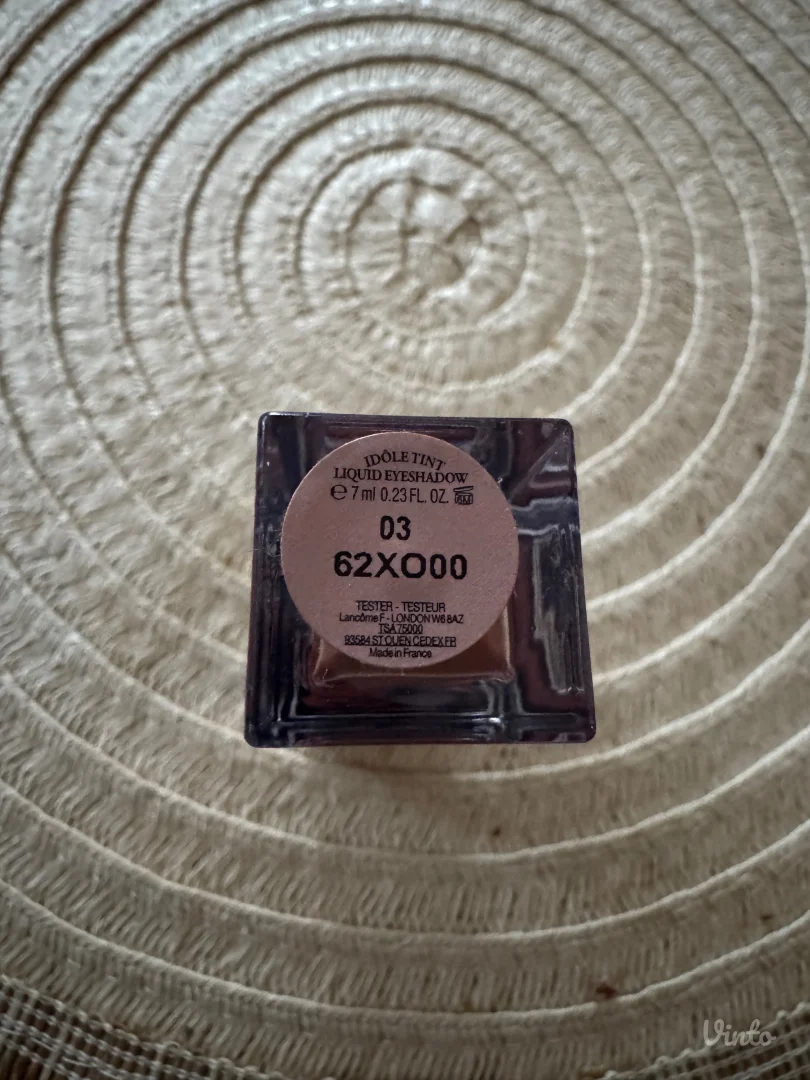 IDÔLE TINT
LIQUID EYESHADOW
℮ 7 ml 0.23 FL. OZ. 6M
03
62XO00
TESTER - TESTEUR
Lancôme F - LONDON W6 8AZ
TSA 75000
93584 ST OUEN CEDEX FR
Made in France
Vinto